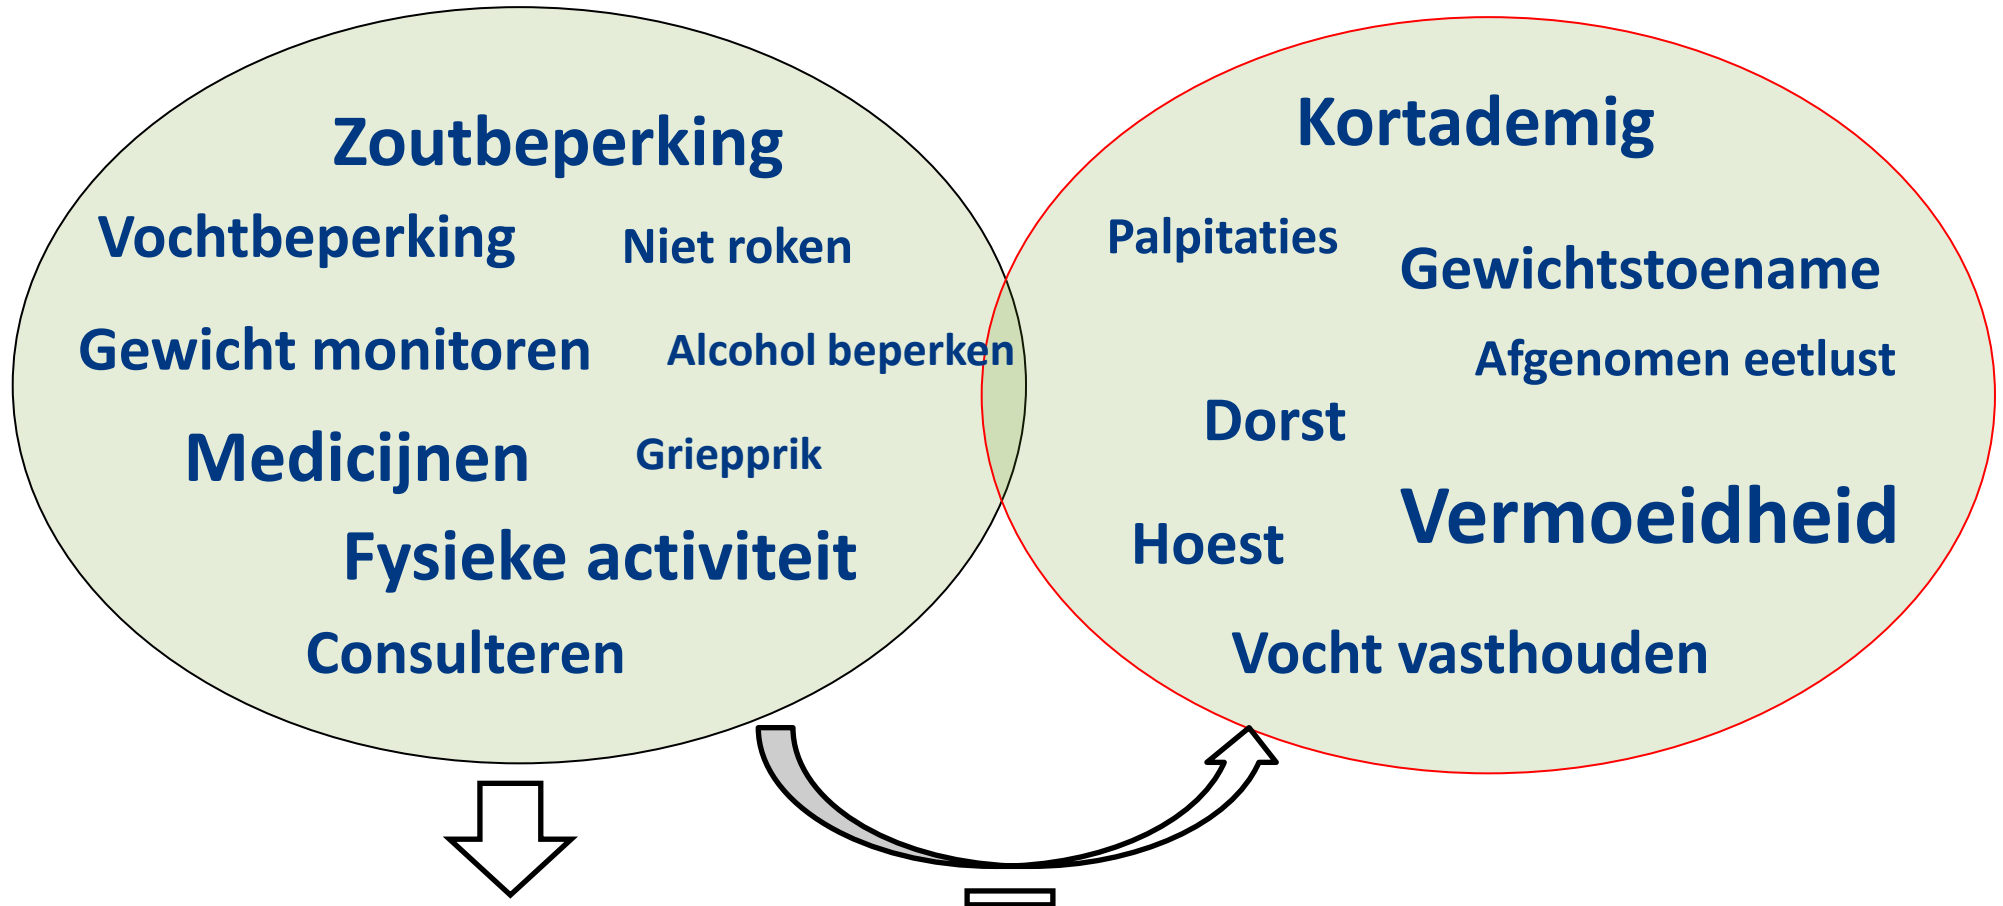 Zoutbeperking
Vochtbeperking
Niet roken
Gewicht monitoren
Alcohol beperken
Medicijnen
Griepprik
Fysieke activiteit
Consulteren
Kortademig
Palpitaties
Gewichtstoename
Afgenomen eetlust
Dorst
Vermoeidheid
Hoest
Vocht vasthouden